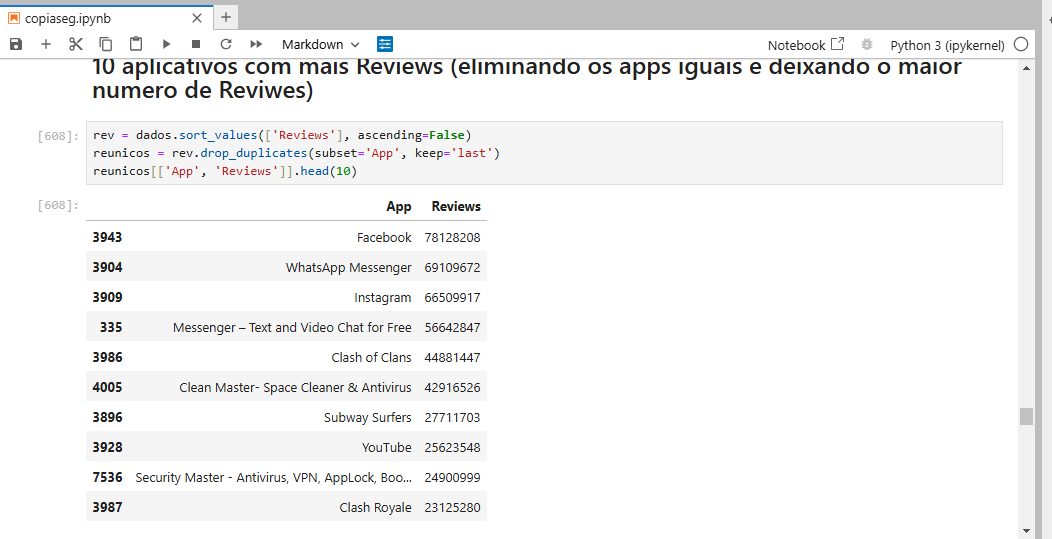 copiaseg.ipynb
Markdown
Notebook
Python 3 (ipykernel)
10 aplicativos com mais Reviews (eliminando os apps iguais e deixando o maior
numero de Reviwes)
[608]:
rev = dados.sort_values(['Reviews'], ascending=False)
reunicos = rev.drop_duplicates(subset='App', keep='last')
reunicos[['App', 'Reviews']].head(10)
[608]:
App Reviews
3943 Facebook 78128208
3904 WhatsApp Messenger 69109672
3909 Instagram 66509917
335 Messenger – Text and Video Chat for Free 56642847
3986 Clash of Clans 44881447
4005 Clean Master- Space Cleaner & Antivirus 42916526
3896 Subway Surfers 27711703
3928 YouTube 25623548
7536 Security Master - Antivirus, VPN, AppLock, Boo... 24900999
3987 Clash Royale 23125280